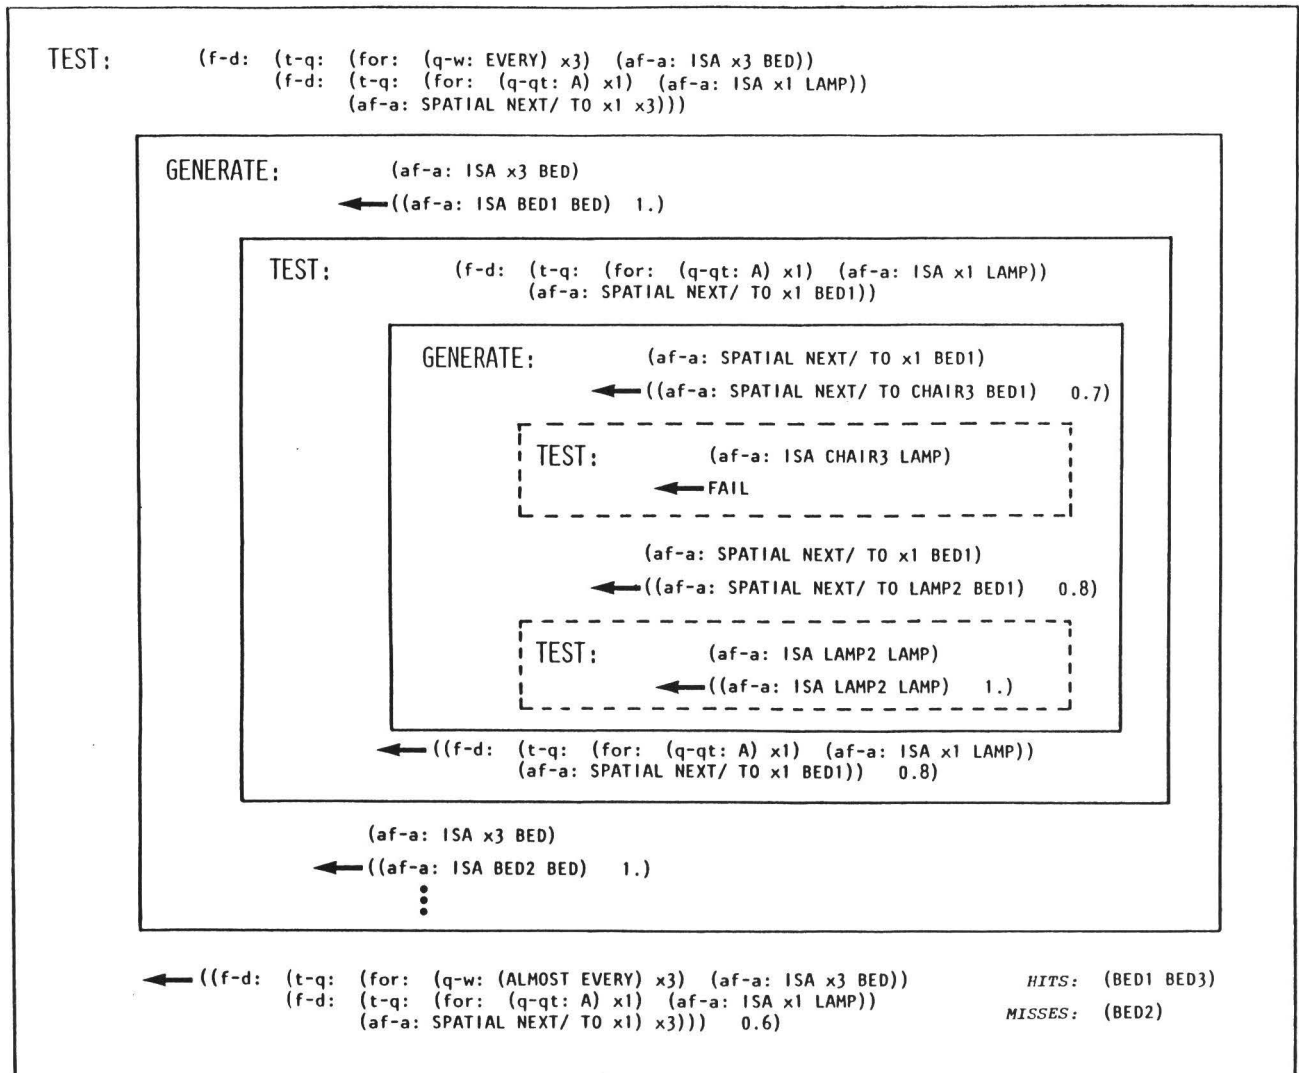 TEST: (f-d: (t-q: (for: (q-w: EVERY) x3) (af-a: ISA x3 BED))
(f-d: (t-q: (for: (q-qt: A) x1) (af-a: ISA x1 LAMP))
(af-a: SPATIAL NEXT/ TO x1 x3)))
GENERATE: (af-a: ISA x3 BED)
((af-a: ISA BED1 BED) 1.)
TEST: (f-d: (t-q: (for: (q-qt: A) x1) (af-a: ISA x1 LAMP))
(af-a: SPATIAL NEXT/ TO x1 BED1))
GENERATE: (af-a: SPATIAL NEXT/ TO x1 BED1)
((af-a: SPATIAL NEXT/ TO CHAIR3 BED1) 0.7)
TEST: (af-a: ISA CHAIR3 LAMP)
FAIL
(af-a: SPATIAL NEXT/ TO x1 BED1)
((af-a: SPATIAL NEXT/ TO LAMP2 BED1) 0.8)
TEST: (af-a: ISA LAMP2 LAMP)
((af-a: ISA LAMP2 LAMP) 1.)
((f-d: (t-q: (for: (q-qt: A) x1) (af-a: ISA x1 LAMP))
(af-a: SPATIAL NEXT/ TO x1 BED1)) 0.8)
(af-a: ISA x3 BED)
((af-a: ISA BED2 BED) 1.)
((f-d: (t-q: (for: (q-w: (ALMOST EVERY) x3) (af-a: ISA x3 BED)) HITS: (BED1 BED3)
(f-d: (t-q: (for: (q-qt: A) x1) (af-a: ISA x1 LAMP))
(af-a: SPATIAL NEXT/ TO x1) x3))) 0.6) MISSES: (BED2)